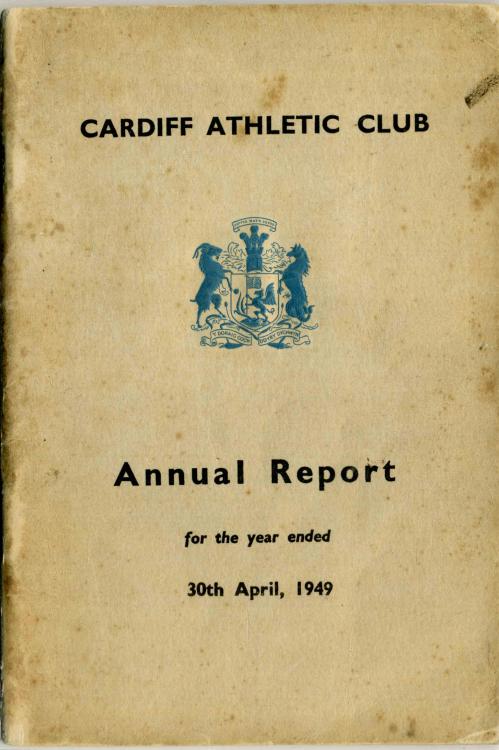 CARDIFF ATHLETIC CLUB
Annual Report
for the year ended
30th April, 1949